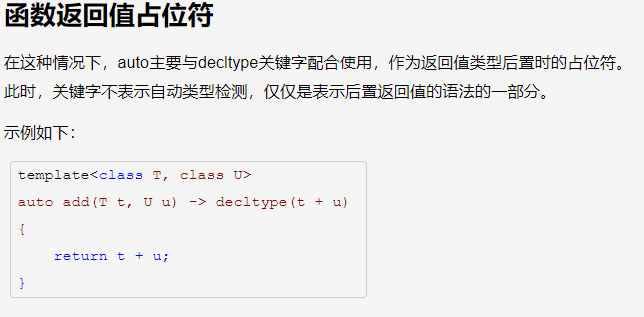 函数返回值占位符
在这种情况下，auto主要与decltype关键字配合使用，作为返回值类型后置时的占位符。
此时，关键字不表示自动类型检测，仅仅是表示后置返回值的语法的一部分。
示例如下：
template<class T, class U>
auto add(T t, U u) -> decltype(t + u)
{
    return t + u;
}